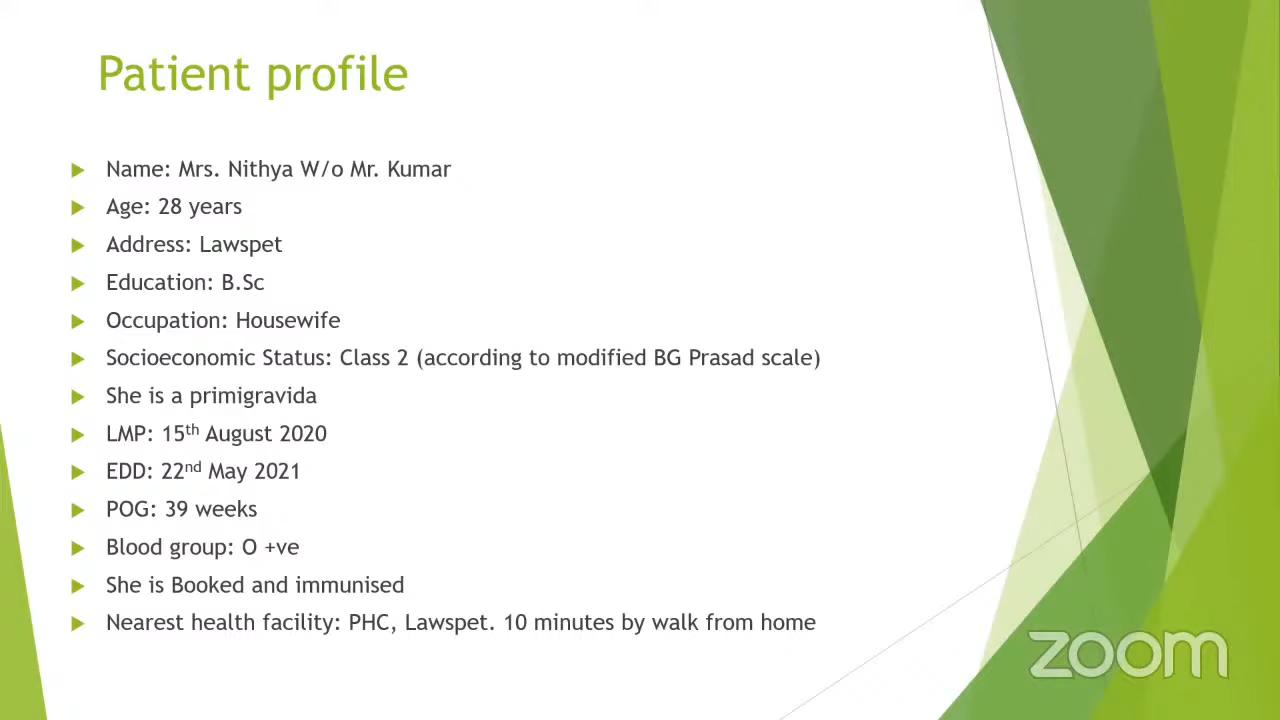 Patient profile
Name: Mrs. Nithya W/o Mr. Kumar
Age: 28 years
Address: Lawspet
Education: B.Sc
Occupation: Housewife
Socioeconomic Status: Class 2 (according to modified BG Prasad scale)
She is a primigravida
LMP: 15th August 2020
EDD: 22nd May 2021
POG: 39 weeks
Blood group: O +ve
She is Booked and immunised
Nearest health facility: PHC, Lawspet. 10 minutes by walk from home
zoom